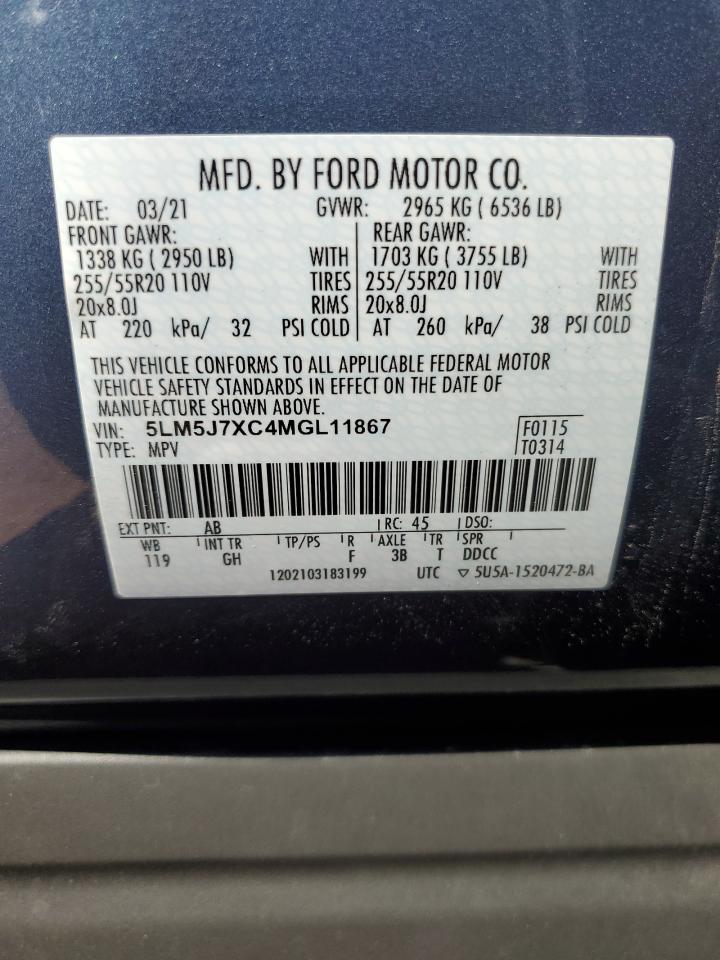 MFD. BY FORD MOTOR CO.
DATE: 03/21 GVWR: 2965 KG ( 6536 LB)
FRONT GAWR: REAR GAWR:
1338 KG ( 2950 LB) WITH 1703 KG ( 3755 LB) WITH
255/55R20 110V TIRES 255/55R20 110V TIRES
20x8.0J RIMS 20x8.0J RIMS
AT 220 kPa/ 32 PSI COLD AT 260 kPa/ 38 PSI COLD
THIS VEHICLE CONFORMS TO ALL APPLICABLE FEDERAL MOTOR
VEHICLE SAFETY STANDARDS IN EFFECT ON THE DATE OF
MANUFACTURE SHOWN ABOVE.
VIN: 5LM5J7XC4MGL11867 F0115
TYPE: MPV T0314
EXT PNT: AB RC: 45 DSO:
WB INT TR TP/PS R AXLE TR SPR
119 GH F 3B T DDCC
1202103183199 UTC ▽ 5U5A-1520472-BA